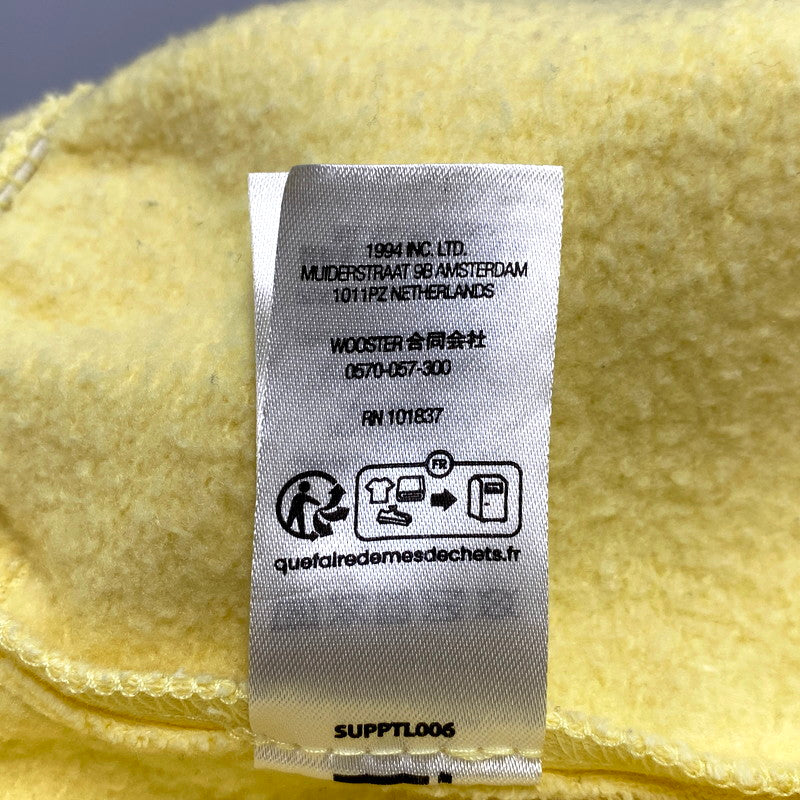 1994 INC. LTD.
MUIDERSTRAAT 9B AMSTERDAM
1011PZ NETHERLANDS
WOOSTER 合同会社
0570-057-300
RN 101837
FR
quefairedemesdechets.fr
SUPPTL006